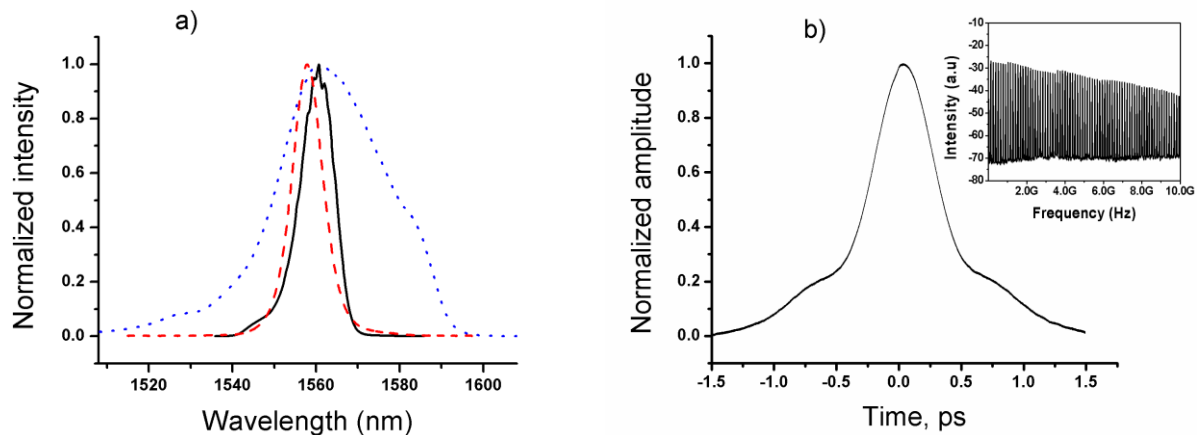 a)
Normalized intensity
1.0
0.8
0.6
0.4
0.2
0.0
1520 1540 1560 1580 1600
Wavelength (nm)
b)
Normalized amplitude
1.0
0.8
0.6
0.4
0.2
0.0
-1.5 -1.0 -0.5 0.0 0.5 1.0 1.5
Time, ps
Intensity (a.u)
-10
-20
-30
-40
-50
-60
-70
-80
2.0G 4.0G 6.0G 8.0G 10.0G
Frequency (Hz)